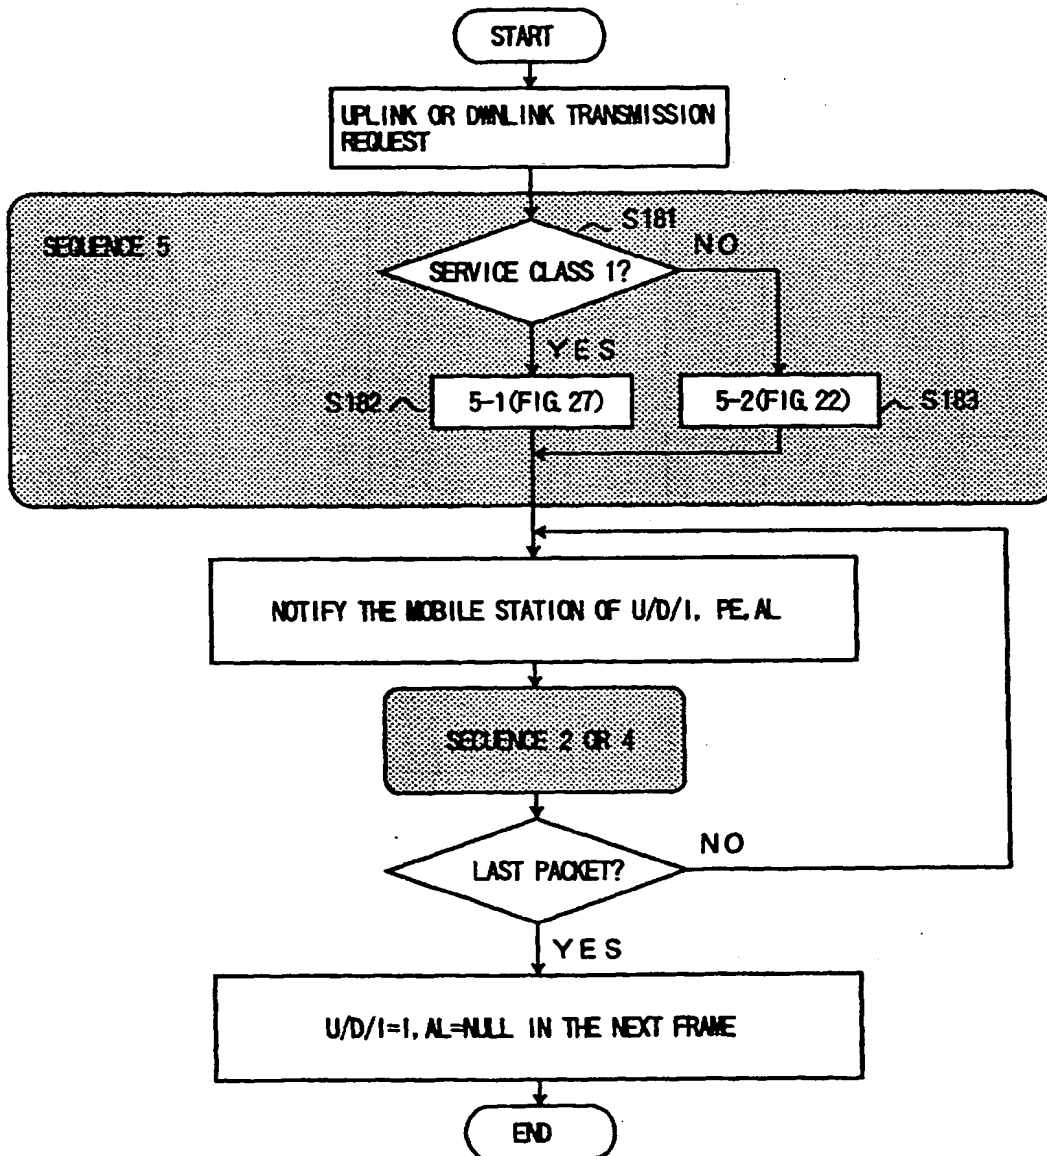 START
UPLINK OR DWNLINK TRANSMISSION
REQUEST
SEQUENCE 5
S181
NO
SERVICE CLASS 1?
YES
S182
5-1(FIG. 27)
5-2(FIG. 22)
S183
NOTIFY THE MOBILE STATION OF U/D/I, PE, AL
SEQUENCE 2 OR 4
NO
LAST PACKET?
YES
U/D/I=I, AL=NULL IN THE NEXT FRAME
END